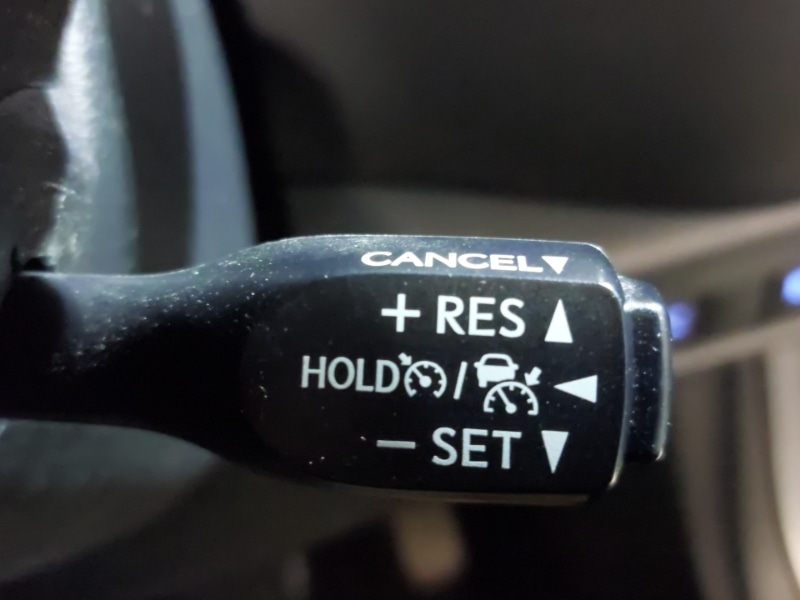 CANCEL▼
+ RES ▲
HOLD / ◀
− SET ▼